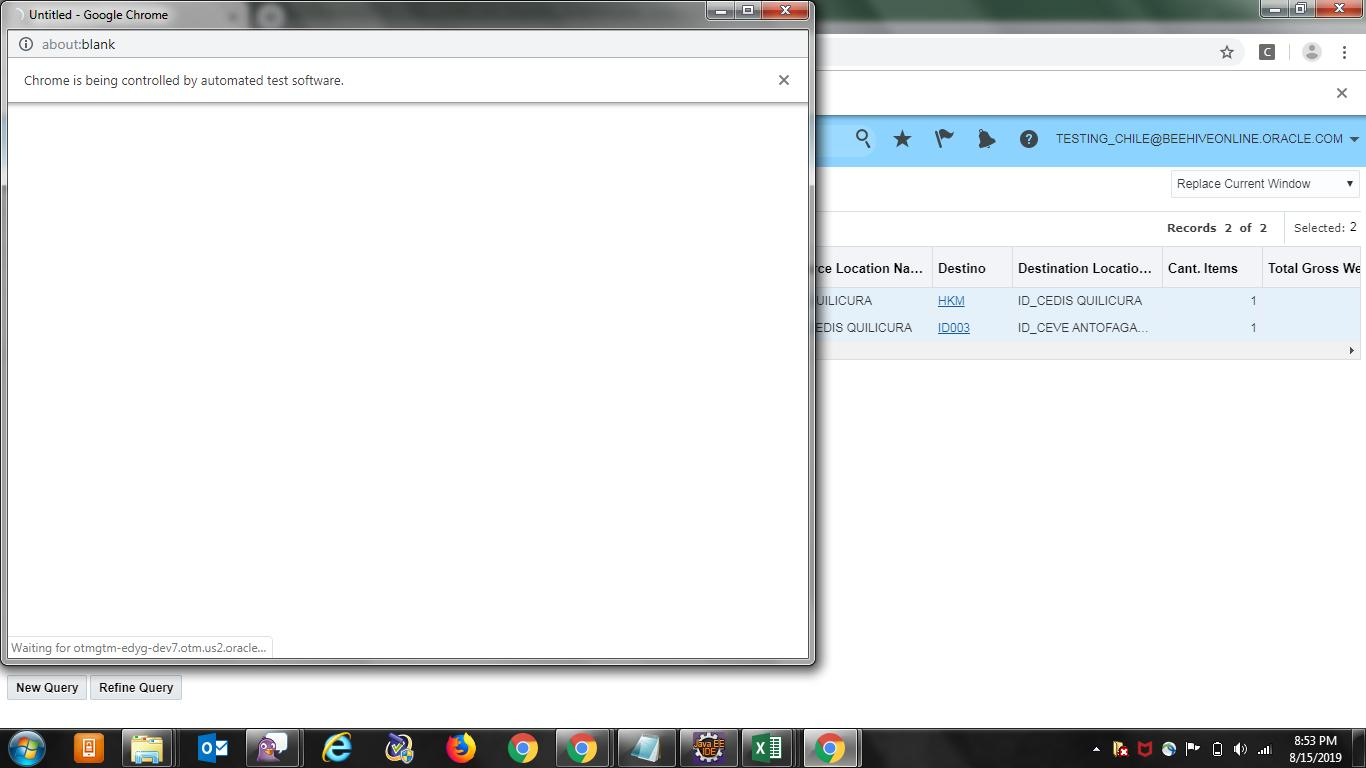 Untitled - Google Chrome
about:blank
Chrome is being controlled by automated test software.
TESTING_CHILE@BEEHIVEONLINE.ORACLE.COM
Replace Current Window
Records 2 of 2
Selected: 2
rce Location Na... Destino Destination Locatio... Cant. Items Total Gross We
UILICURA HKM ID_CEDIS QUILICURA 1
EDIS QUILICURA ID003 ID_CEVE ANTOFAGA... 1
Waiting for otmgtm-edyg-dev7.otm.us2.oracle...
New Query Refine Query
Java EE
IDE
8:53 PM
8/15/2019